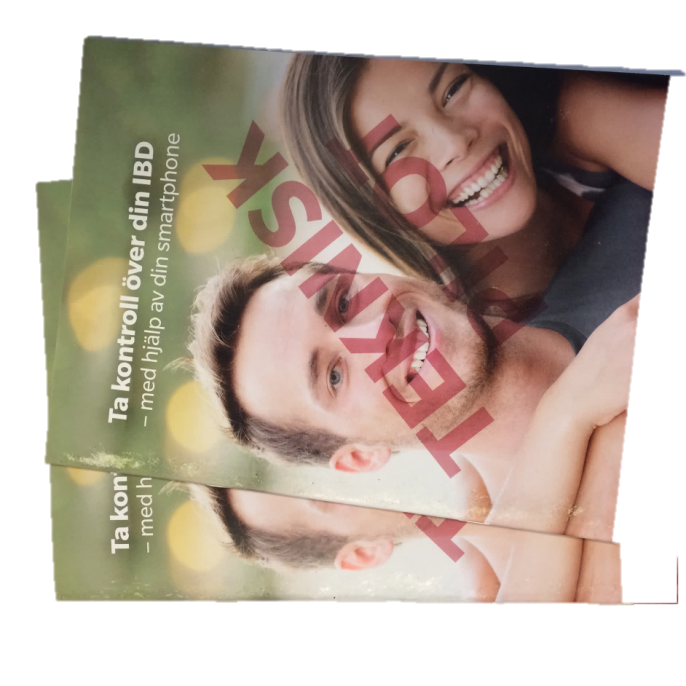 Ta kontroll över din IBD
– med hjälp av din smartphone
Ta kon
– med h
TEKNISK